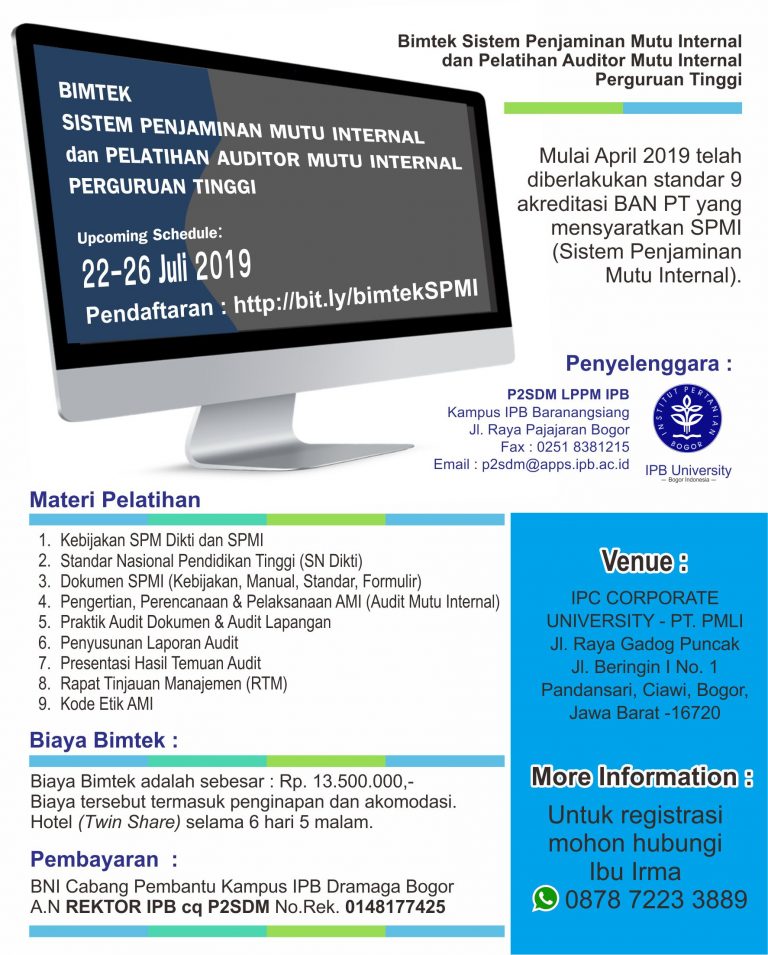 Bimtek Sistem Penjaminan Mutu Internal
dan Pelatihan Auditor Mutu Internal
Perguruan Tinggi
BIMTEK
SISTEM PENJAMINAN MUTU INTERNAL
dan PELATIHAN AUDITOR MUTU INTERNAL
PERGURUAN TINGGI
Upcoming Schedule:
22-26 Juli 2019
Pendaftaran : http://bit.ly/bimtekSPMI
Mulai April 2019 telah
diberlakukan standar 9
akreditasi BAN PT yang
mensyaratkan SPMI
(Sistem Penjaminan
Mutu Internal).
Penyelenggara :
P2SDM LPPM IPB
Kampus IPB Baranangsiang
Jl. Raya Pajajaran Bogor
Fax : 0251 8381215
Email : p2sdm@apps.ipb.ac.id
INSTITUT PERTANIAN
BOGOR
IPB University
— Bogor Indonesia —
Materi Pelatihan
1. Kebijakan SPM Dikti dan SPMI
2. Standar Nasional Pendidikan Tinggi (SN Dikti)
3. Dokumen SPMI (Kebijakan, Manual, Standar, Formulir)
4. Pengertian, Perencanaan & Pelaksanaan AMI (Audit Mutu Internal)
5. Praktik Audit Dokumen & Audit Lapangan
6. Penyusunan Laporan Audit
7. Presentasi Hasil Temuan Audit
8. Rapat Tinjauan Manajemen (RTM)
9. Kode Etik AMI
Biaya Bimtek :
Biaya Bimtek adalah sebesar : Rp. 13.500.000,-
Biaya tersebut termasuk penginapan dan akomodasi.
Hotel (Twin Share) selama 6 hari 5 malam.
Pembayaran :
BNI Cabang Pembantu Kampus IPB Dramaga Bogor
A.N REKTOR IPB cq P2SDM No.Rek. 0148177425
Venue :
IPC CORPORATE
UNIVERSITY - PT. PMLI
Jl. Raya Gadog Puncak
Jl. Beringin I No. 1
Pandansari, Ciawi, Bogor,
Jawa Barat -16720
More Information :
Untuk registrasi
mohon hubungi
Ibu Irma
0878 7223 3889